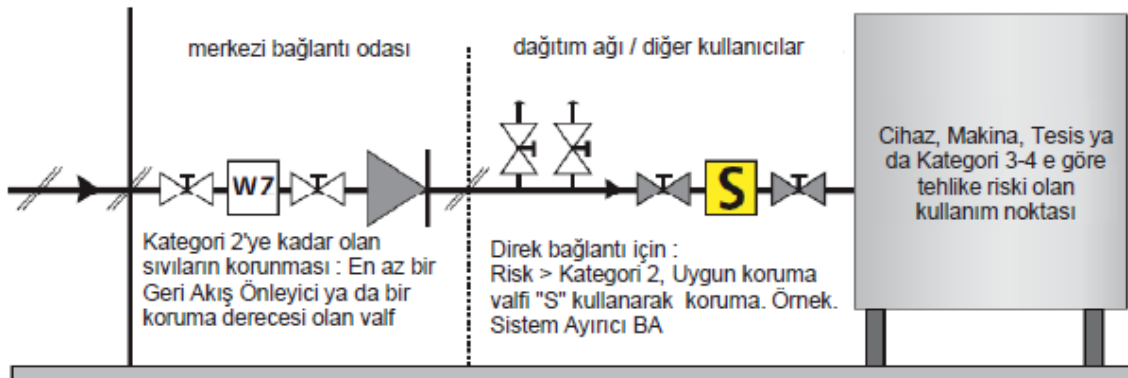 merkezi bağlantı odası
dağıtım ağı / diğer kullanıcılar
W7
S
Cihaz, Makina, Tesis ya
da Kategori 3-4 e göre
tehlike riski olan
kullanım noktası
Kategori 2'ye kadar olan
sıvıların korunması : En az bir
Geri Akış Önleyici ya da bir
koruma derecesi olan valf
Direk bağlantı için :
Risk > Kategori 2, Uygun koruma
valfi "S" kullanarak koruma. Örnek.
Sistem Ayırıcı BA